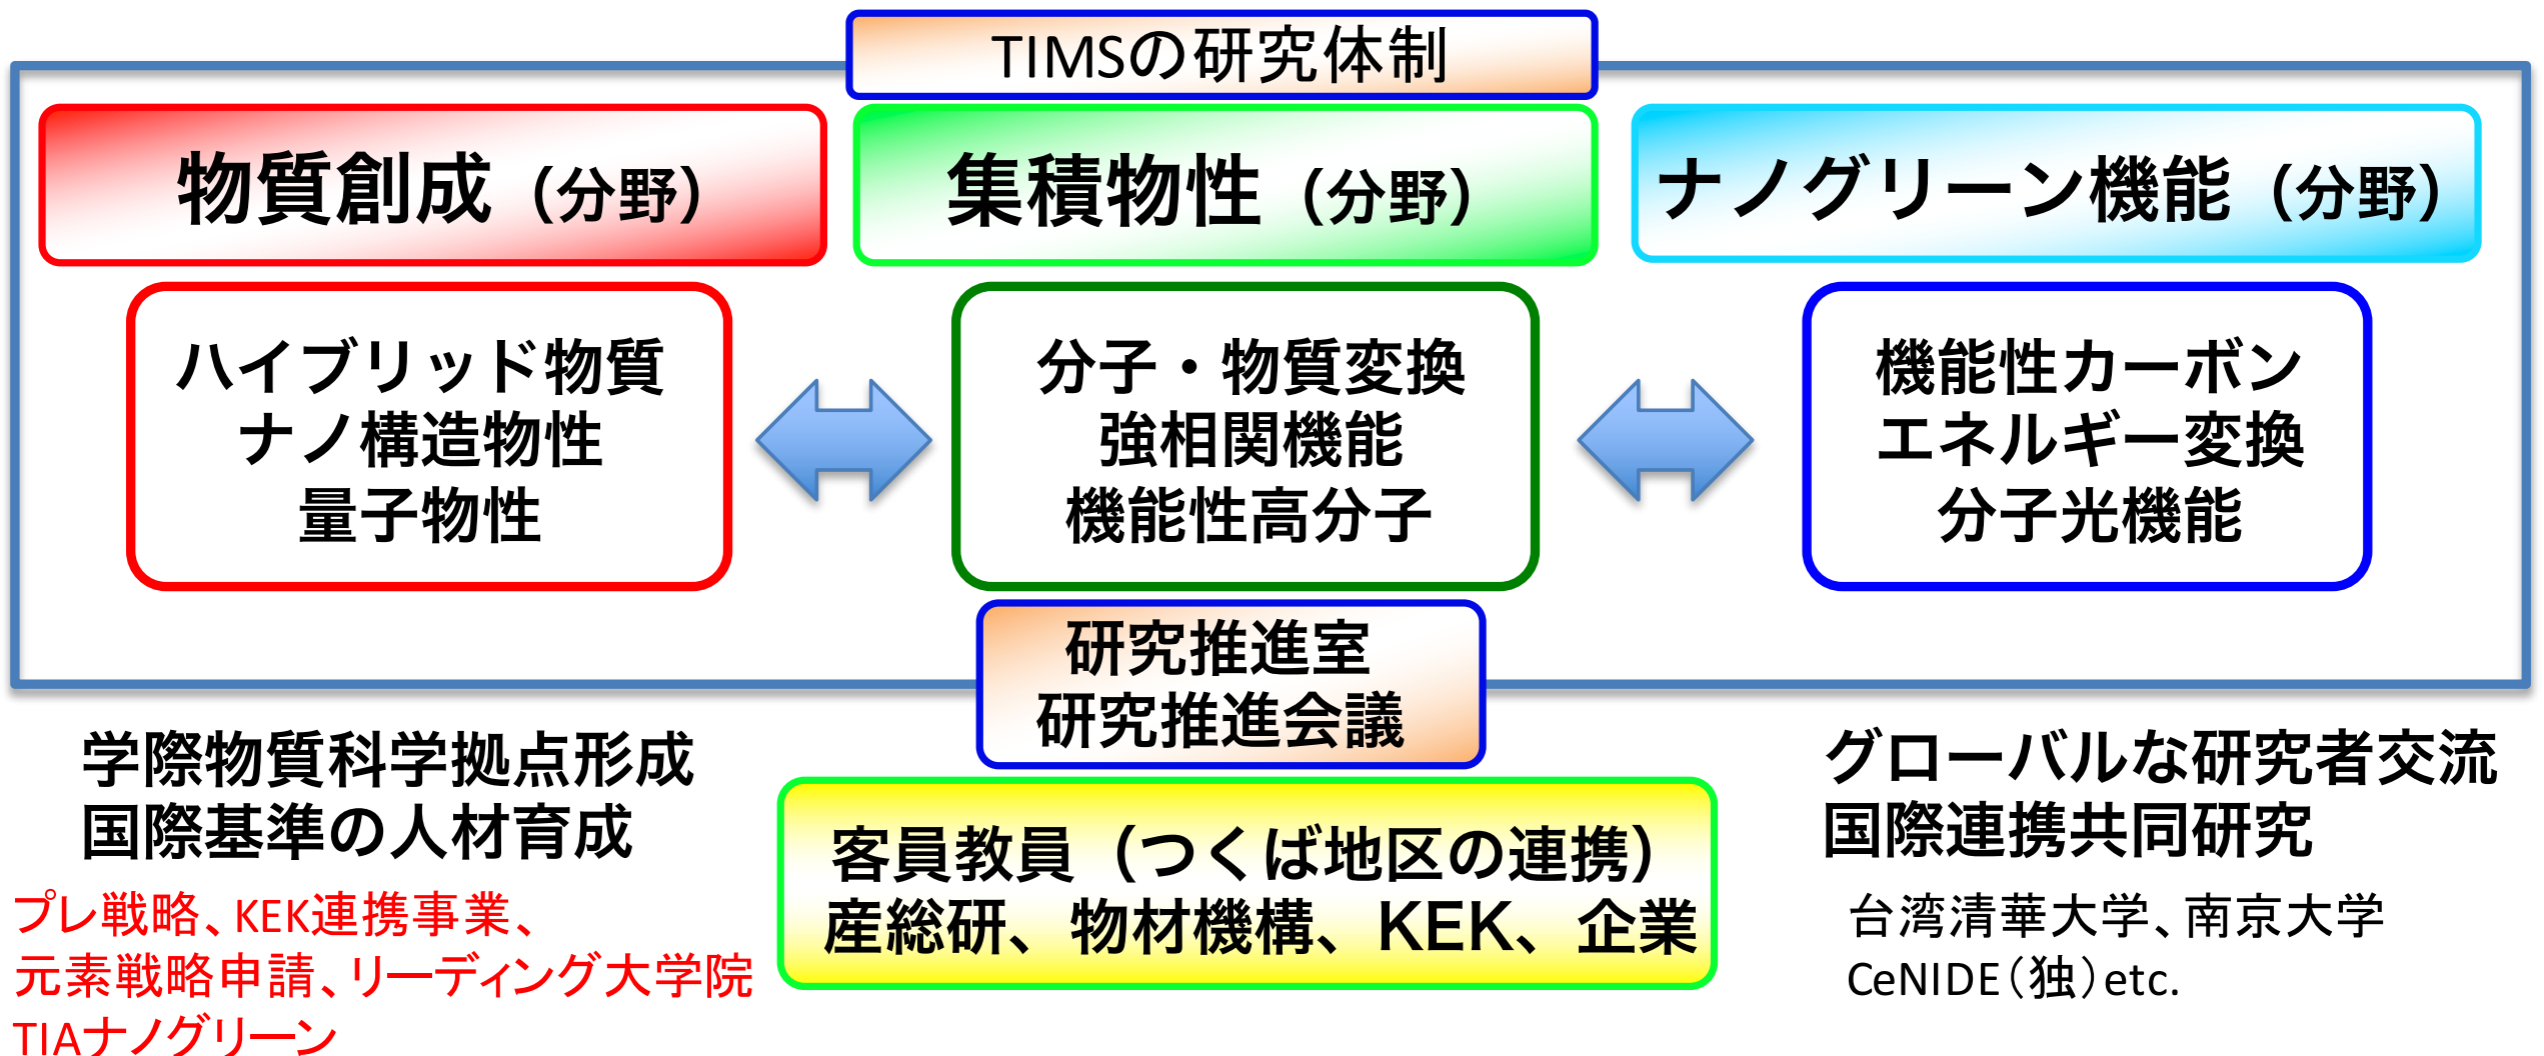 TIMSの研究体制
物質創成（分野）
集積物性（分野）
ナノグリーン機能（分野）
ハイブリッド物質
ナノ構造物性
量子物性
分子・物質変換
強相関機能
機能性高分子
機能性カーボン
エネルギー変換
分子光機能
研究推進室
研究推進会議
学際物質科学拠点形成
国際基準の人材育成
プレ戦略、KEK連携事業、
元素戦略申請、リーディング大学院
TIAナノグリーン
客員教員（つくば地区の連携）
産総研、物材機構、KEK、企業
グローバルな研究者交流
国際連携共同研究
台湾清華大学、南京大学
CeNIDE（独）etc.